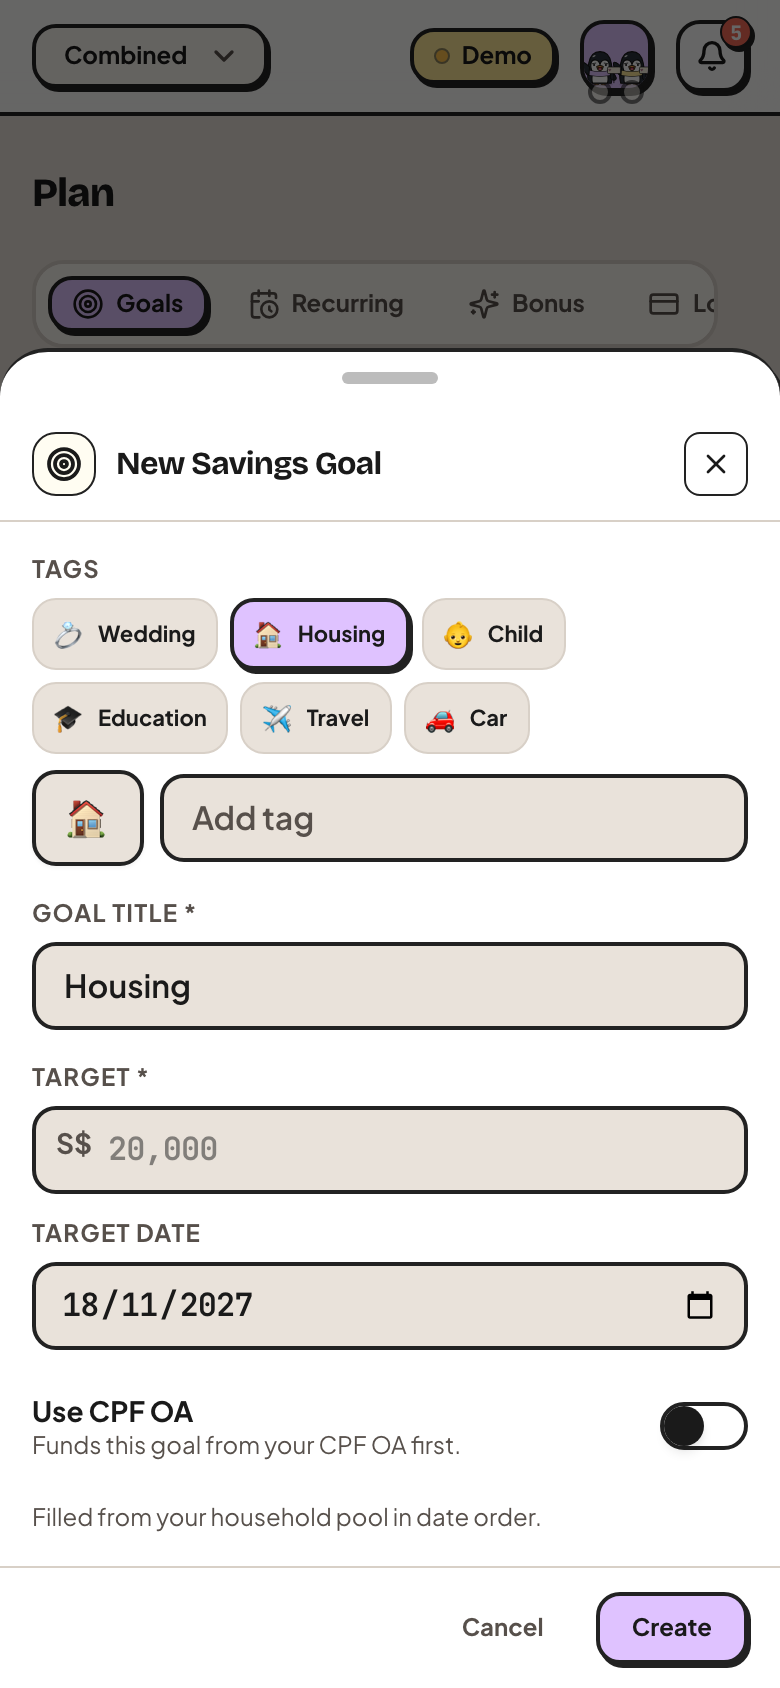 Combined
Demo
5
Plan
Goals
Recurring
Bonus
Lo
New Savings Goal
TAGS
Wedding
Housing
Child
Education
Travel
Car
Add tag
GOAL TITLE *
Housing
TARGET *
S$ 20,000
TARGET DATE
18/11/2027
Use CPF OA
Funds this goal from your CPF OA first.
Filled from your household pool in date order.
Cancel
Create